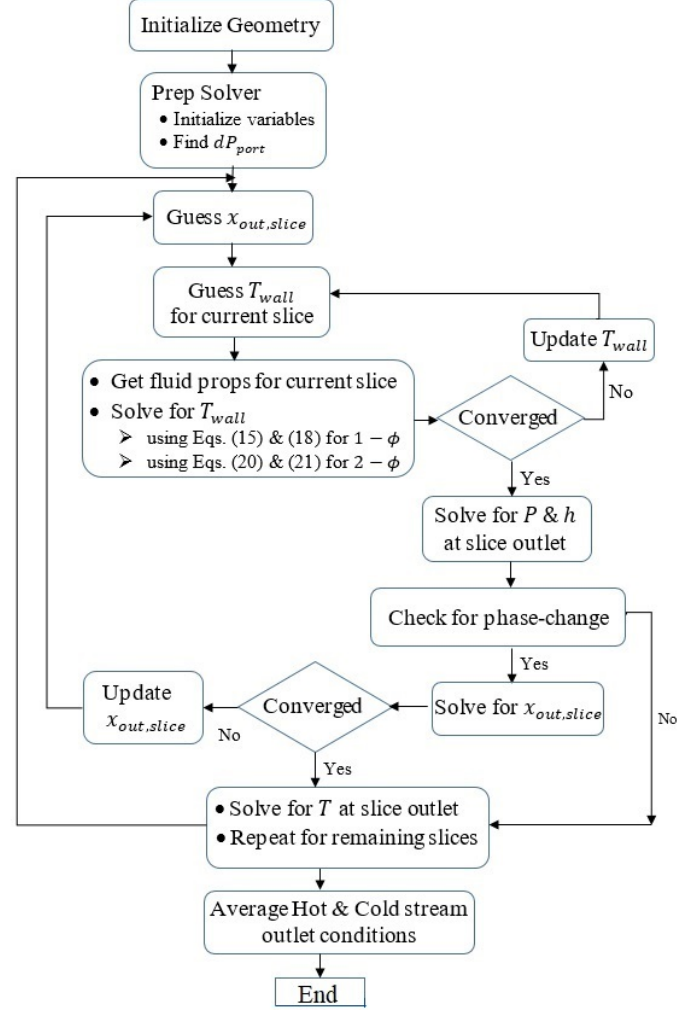 Initialize Geometry
Prep Solver
• Initialize variables
• Find dP_port
Guess x_out,slice
Guess T_wall
for current slice
Update T_wall
• Get fluid props for current slice
• Solve for T_wall
➢ using Eqs. (15) & (18) for 1 − ϕ
➢ using Eqs. (20) & (21) for 2 − ϕ
Converged
No
Yes
Solve for P & h
at slice outlet
Check for phase-change
Yes
No
Solve for x_out,slice
Converged
No
Update
x_out,slice
Yes
• Solve for T at slice outlet
• Repeat for remaining slices
Average Hot & Cold stream
outlet conditions
End